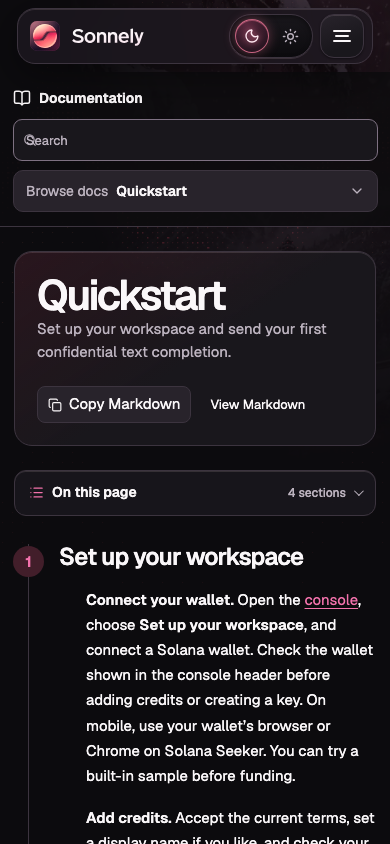 Sonnely
Documentation
Search
Browse docs Quickstart
Quickstart
Set up your workspace and send your first
confidential text completion.
Copy Markdown View Markdown
On this page 4 sections
1 Set up your workspace
Connect your wallet. Open the console,
choose Set up your workspace, and
connect a Solana wallet. Check the wallet
shown in the console header before
adding credits or creating a key. On
mobile, use your wallet’s browser or
Chrome on Solana Seeker. You can try a
built-in sample before funding.
Add credits. Accept the current terms, set
a display name if you like, and check your